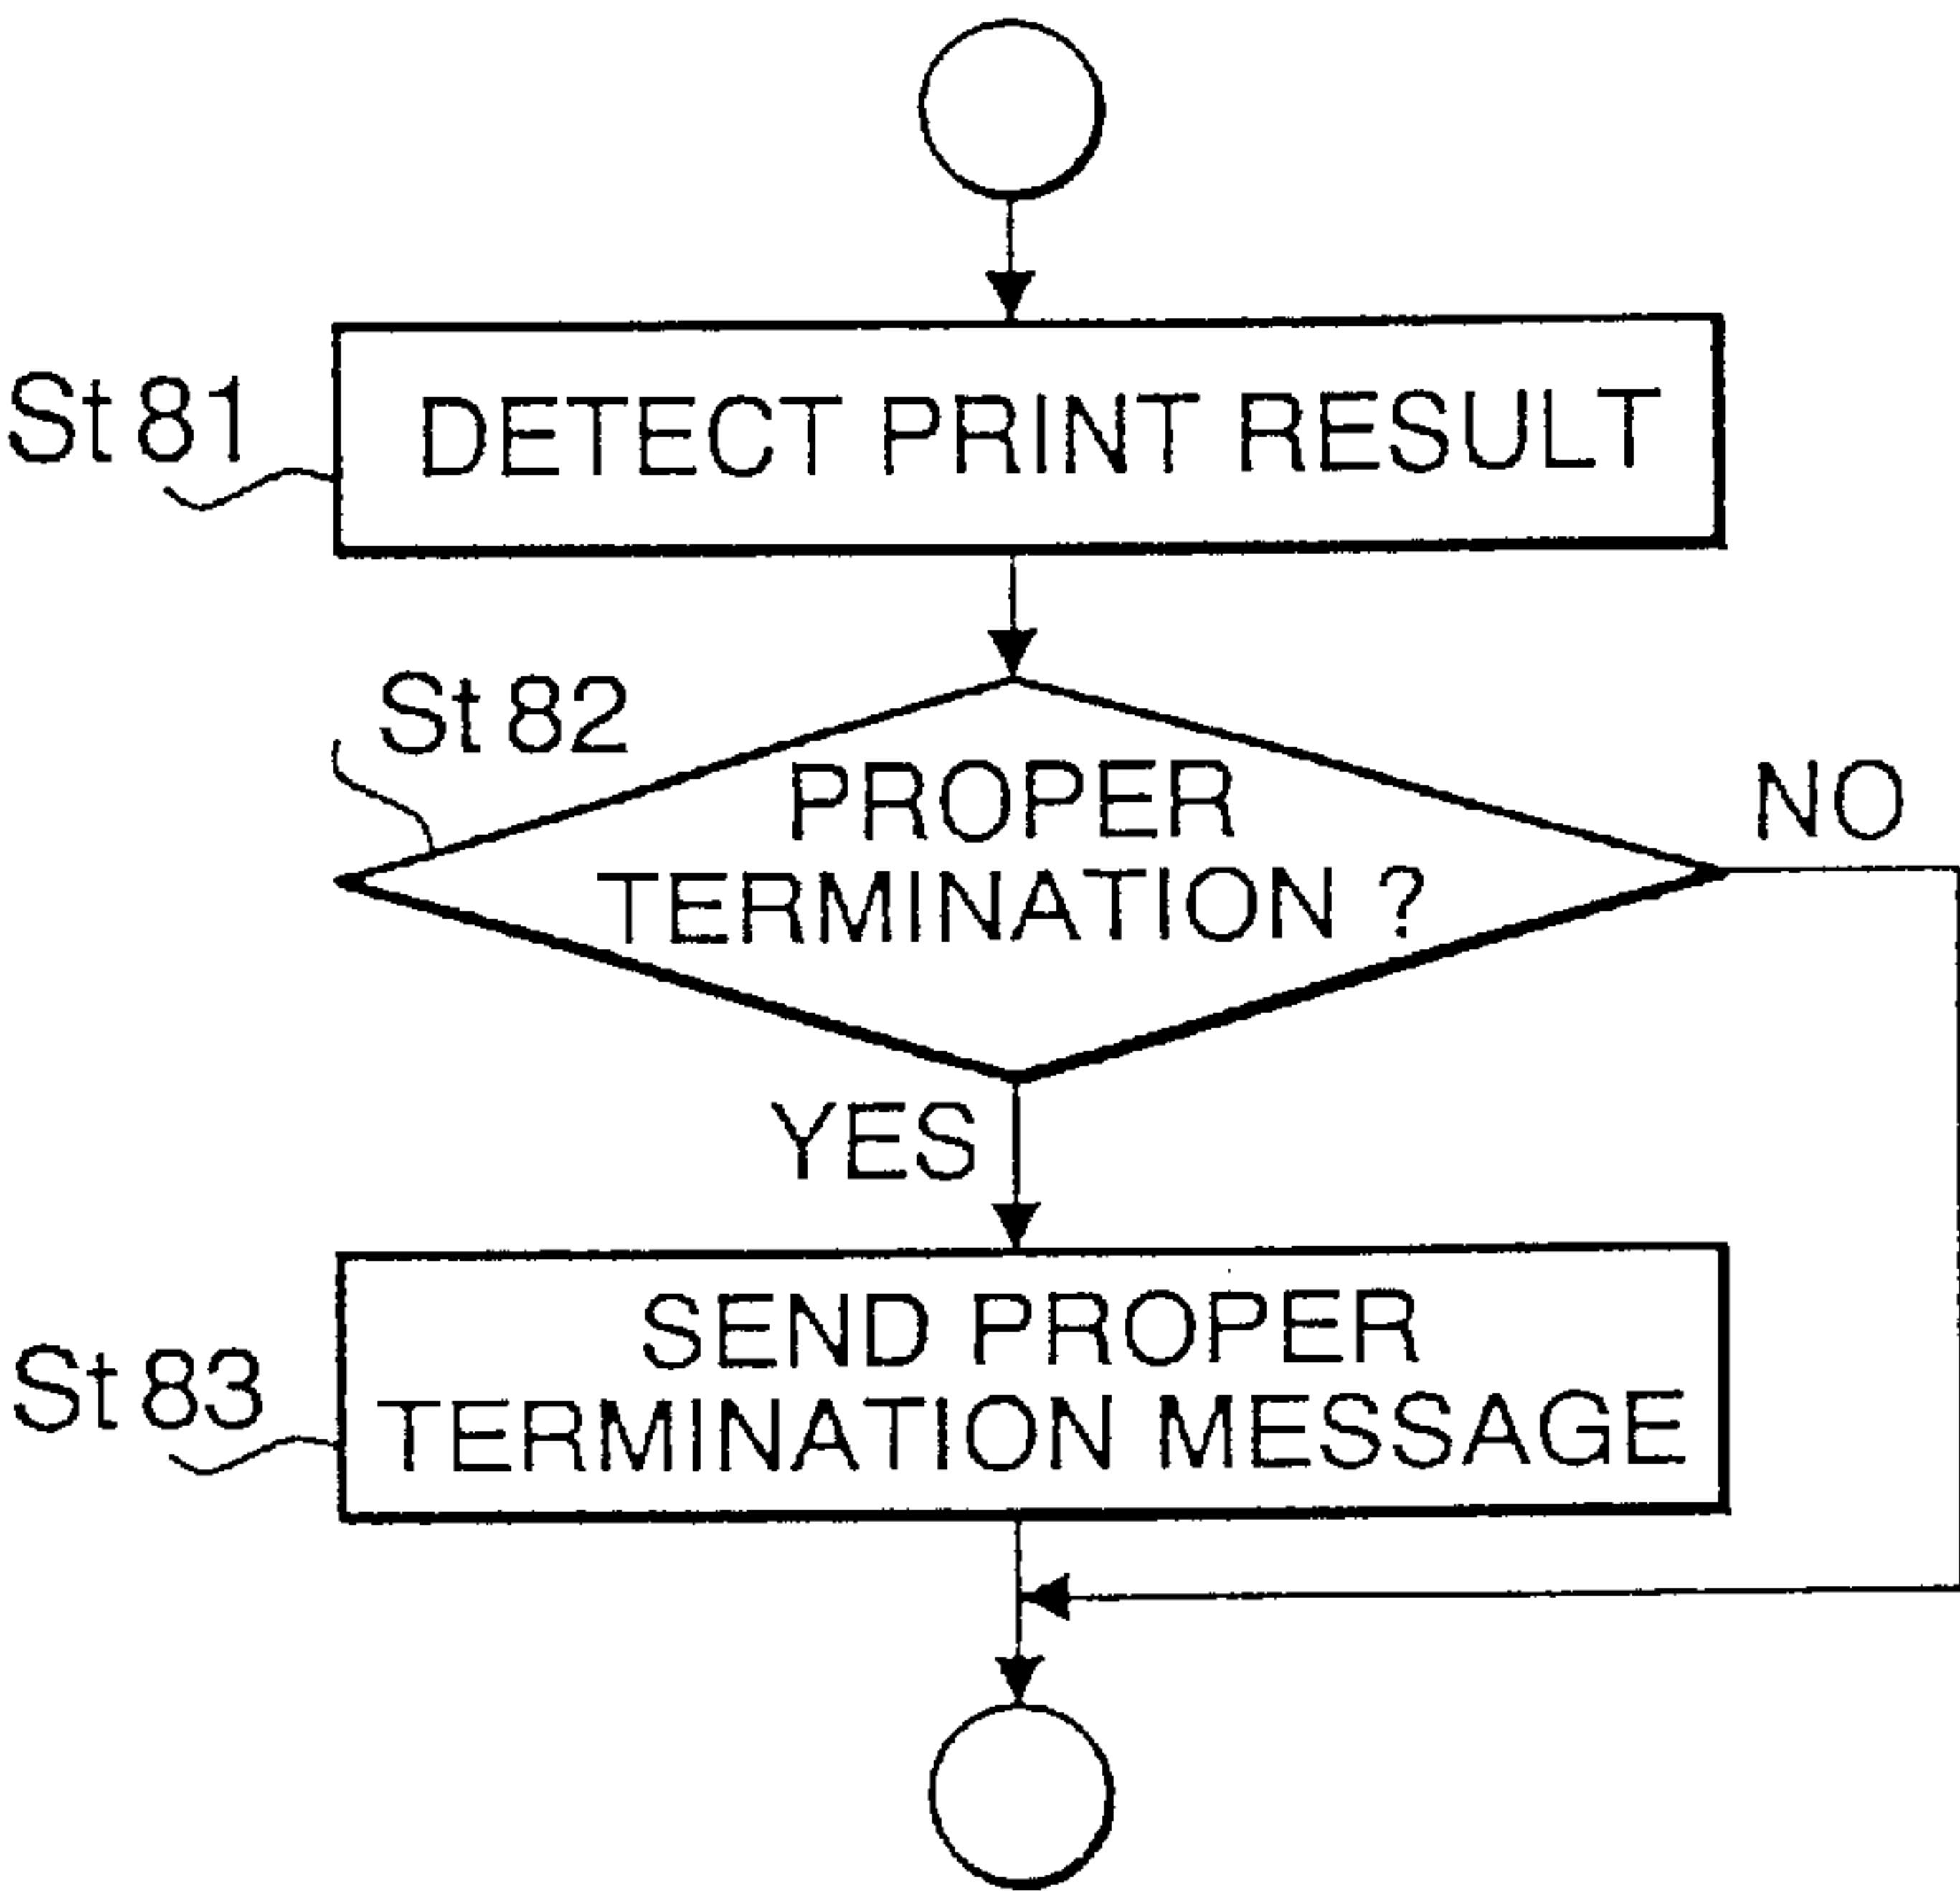 St 81
DETECT PRINT RESULT
St 82
PROPER
TERMINATION ?
NO
YES
SEND PROPER
TERMINATION MESSAGE
St 83